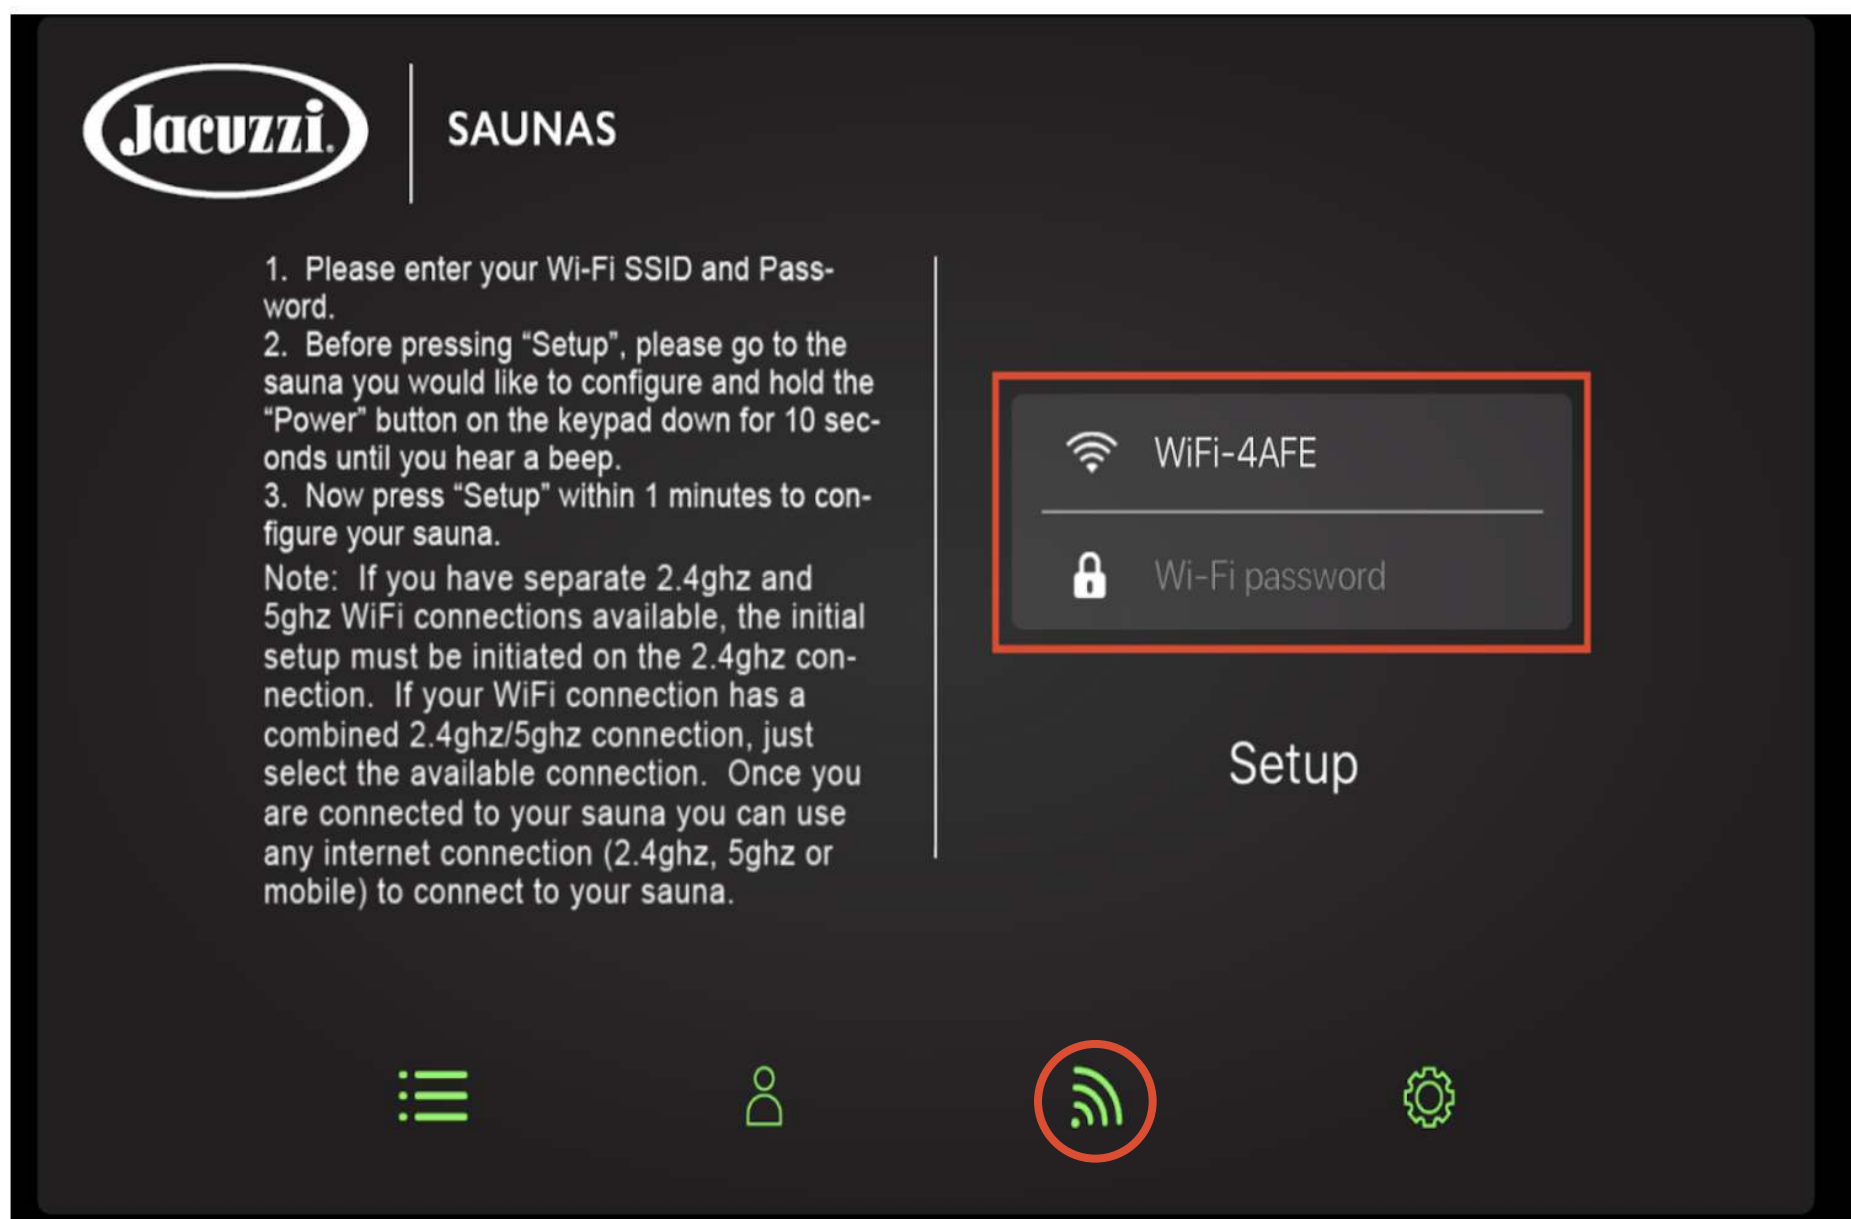 Jacuzzi®
SAUNAS
1. Please enter your Wi-Fi SSID and Pass-
word.
2. Before pressing “Setup”, please go to the
sauna you would like to configure and hold the
“Power” button on the keypad down for 10 sec-
onds until you hear a beep.
3. Now press “Setup” within 1 minutes to con-
figure your sauna.
Note: If you have separate 2.4ghz and
5ghz WiFi connections available, the initial
setup must be initiated on the 2.4ghz con-
nection. If your WiFi connection has a
combined 2.4ghz/5ghz connection, just
select the available connection. Once you
are connected to your sauna you can use
any internet connection (2.4ghz, 5ghz or
mobile) to connect to your sauna.
WiFi-4AFE
Wi-Fi password
Setup